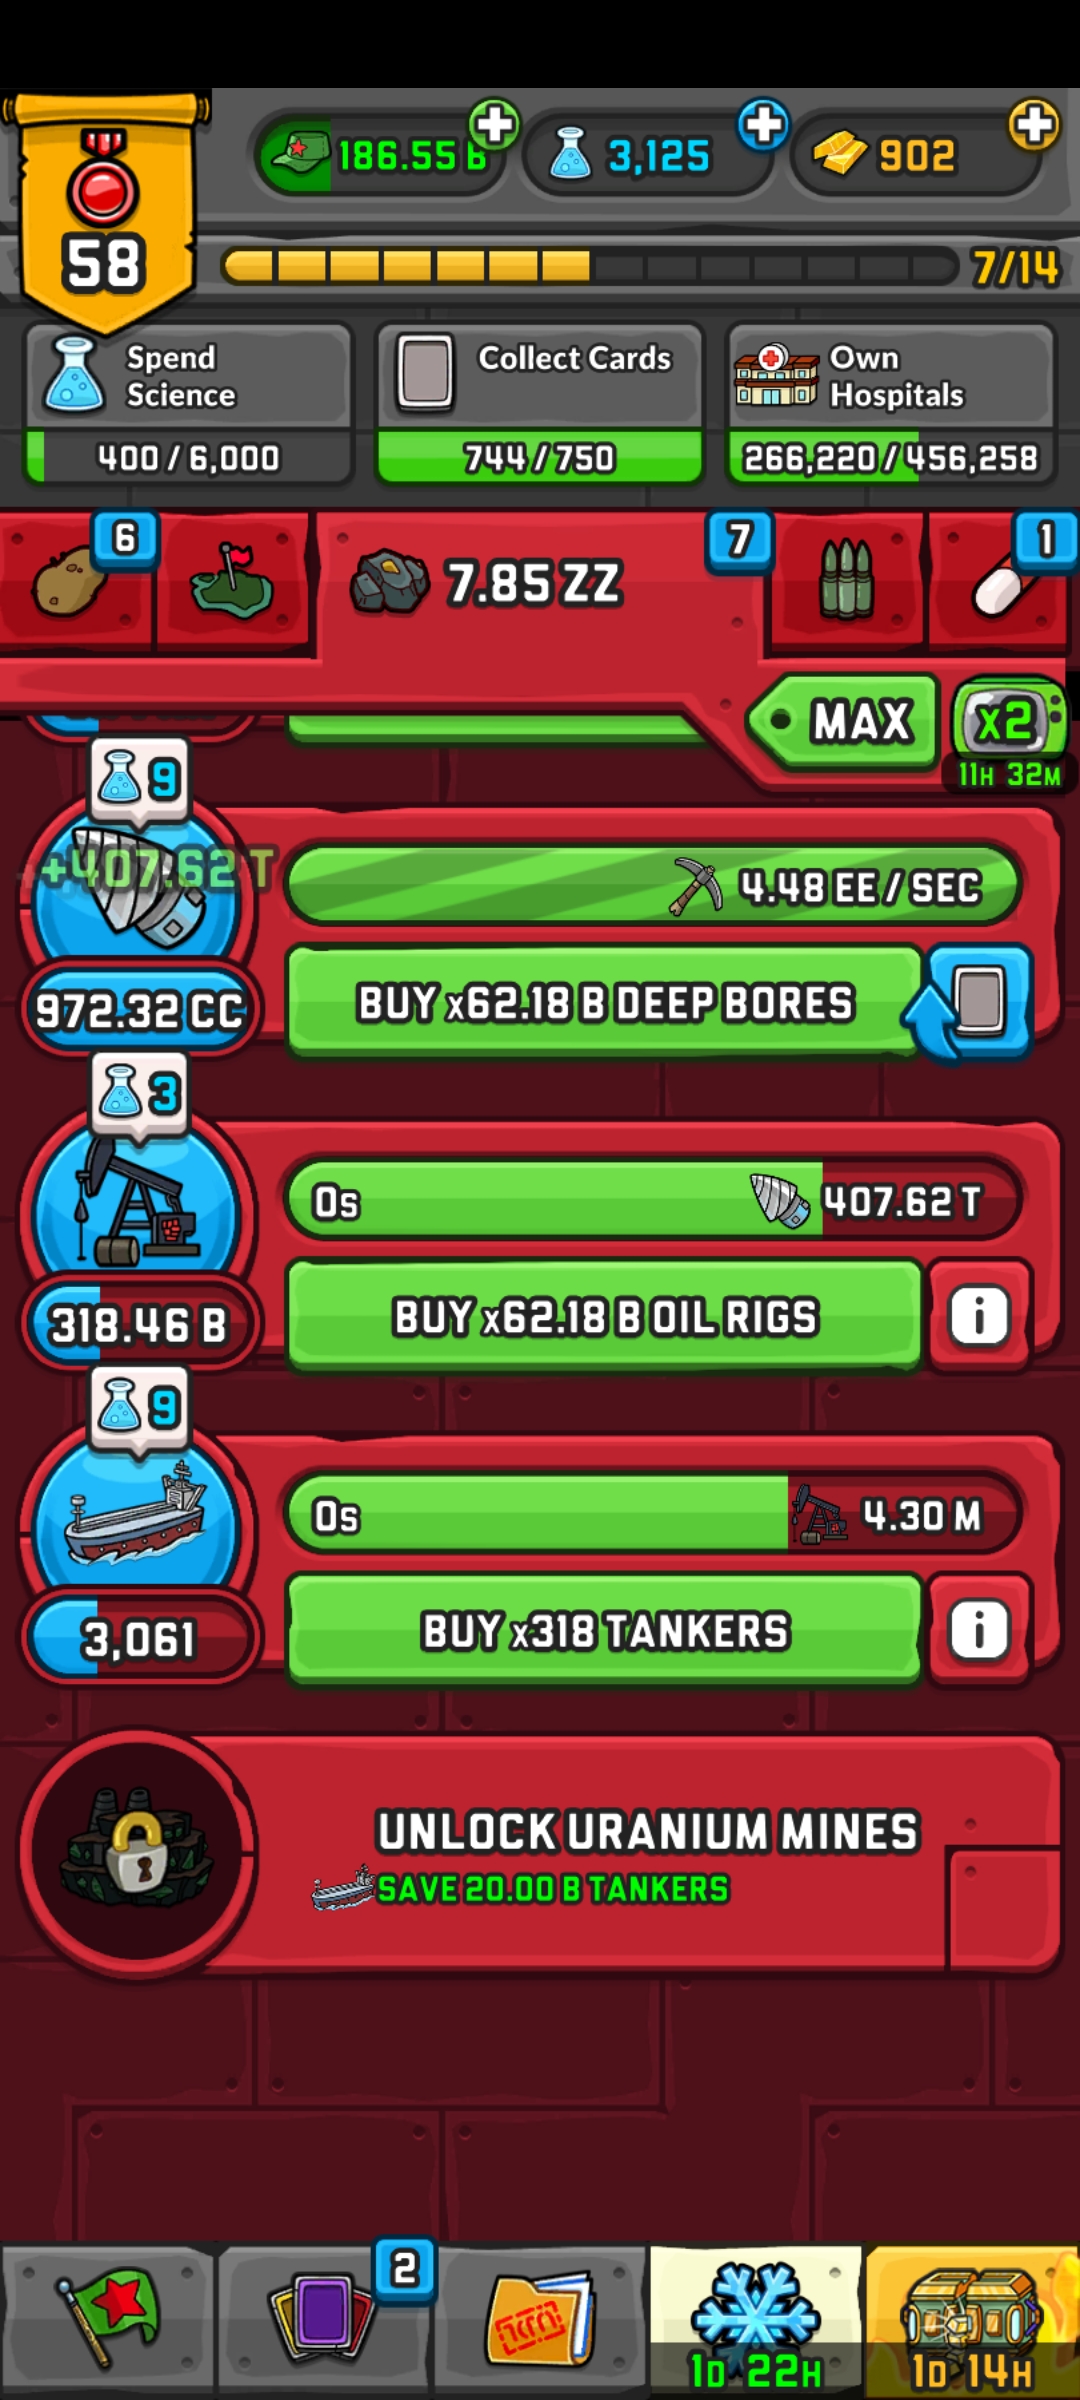 58
186.55 B
3,125
902
7/14
Spend
Science
400 / 6,000
Collect Cards
744 / 750
Own
Hospitals
266,220 / 456,258
6
7.85 ZZ
7
1
MAX
x2
11H 32M
9
+407.62 T
4.48 EE / SEC
972.32 CC
BUY x62.18 B DEEP BORES
3
0s
407.62 T
318.46 B
BUY x62.18 B OIL RIGS
i
9
0s
4.30 M
3,061
BUY x318 TANKERS
i
UNLOCK URANIUM MINES
SAVE 20.00 B TANKERS
2
1D 22H
1D 14H